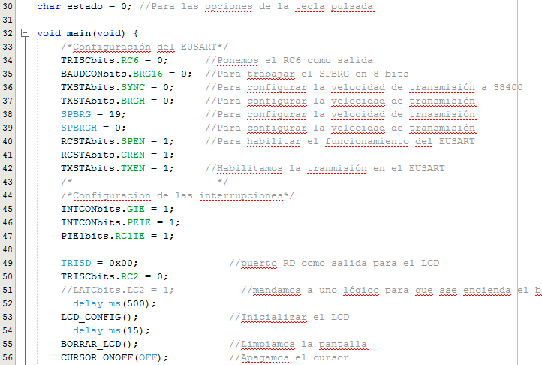 30 char estado = 0; //Para las opciones de la tecla pulsada
31
32 void main(void) {
33 /*Configuración del EUSART*/
34 TRISCbits.RC6 = 0; //Ponemos el RC6 como salida
35 BAUDCONbits.BRG16 = 0; //Para trabajar el SPBRG en 8 bits
36 TXSTAbits.SYNC = 0; //Para configurar la velocidad de transmisión a 38400
37 TXSTAbits.BRGH = 0; //Para configurar la velocidad de transmisión
38 SPBRG = 19; //Para configurar la velocidad de trnasmisión
39 SPBRGH = 0; //Para configurar la velocidad de transmisión
40 RCSTAbits.SPEN = 1; //Para habilitar el funcionamiento del EUSART
41 RCSTAbits.CREN = 1;
42 TXSTAbits.TXEN = 1; //Habilitamos la tranmisión en el EUSART
43 /* */
44 /*Configuracion de las interrupciones*/
45 INTCONbits.GIE = 1;
46 INTCONbits.PEIE = 1;
47 PIE1bits.RC1IE = 1;
48
49 TRISD = 0x00; //puerto RD como salida para el LCD
50 TRISCbits.RC2 = 0;
51 //LATCbits.LC2 = 1; //mandamos a uno lógico para que sse encienda el b
52 __delay_ms(500);
53 LCD_CONFIG(); //Inicializar el LCD
54 __delay_ms(15);
55 BORRAR_LCD(); //Limpiamos la pantalla
56 CURSOR_ONOFF(OFF); //Apagamos el cursor